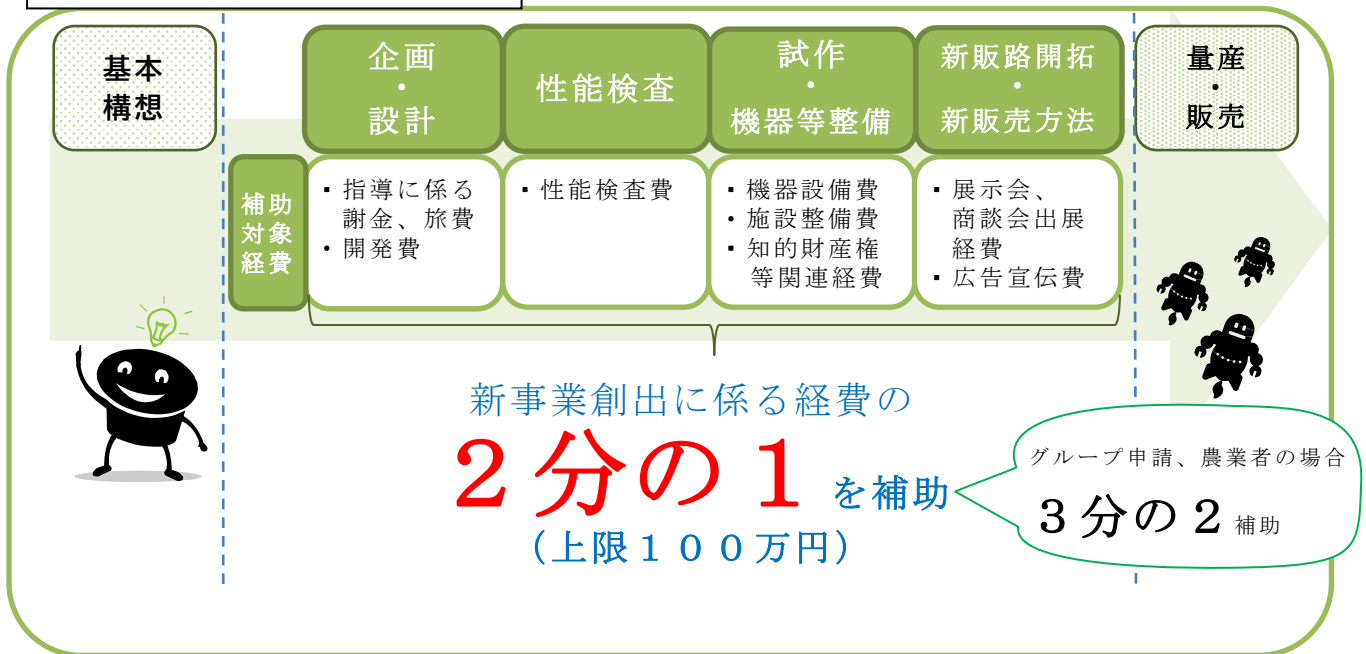 基本
構想
企画
・
設計
性能検査
試作
・
機器等整備
新販路開拓
・
新販売方法
量産
・
販売
補助
対象
経費
・指導に係る
謝金、旅費
・開発費
・性能検査費
・機器設備費
・施設整備費
・知的財産権
等関連経費
・展示会、
商談会出展
経費
・広告宣伝費
新事業創出に係る経費の
２分の１を補助
（上限１００万円）
グループ申請、農業者の場合
３分の２補助